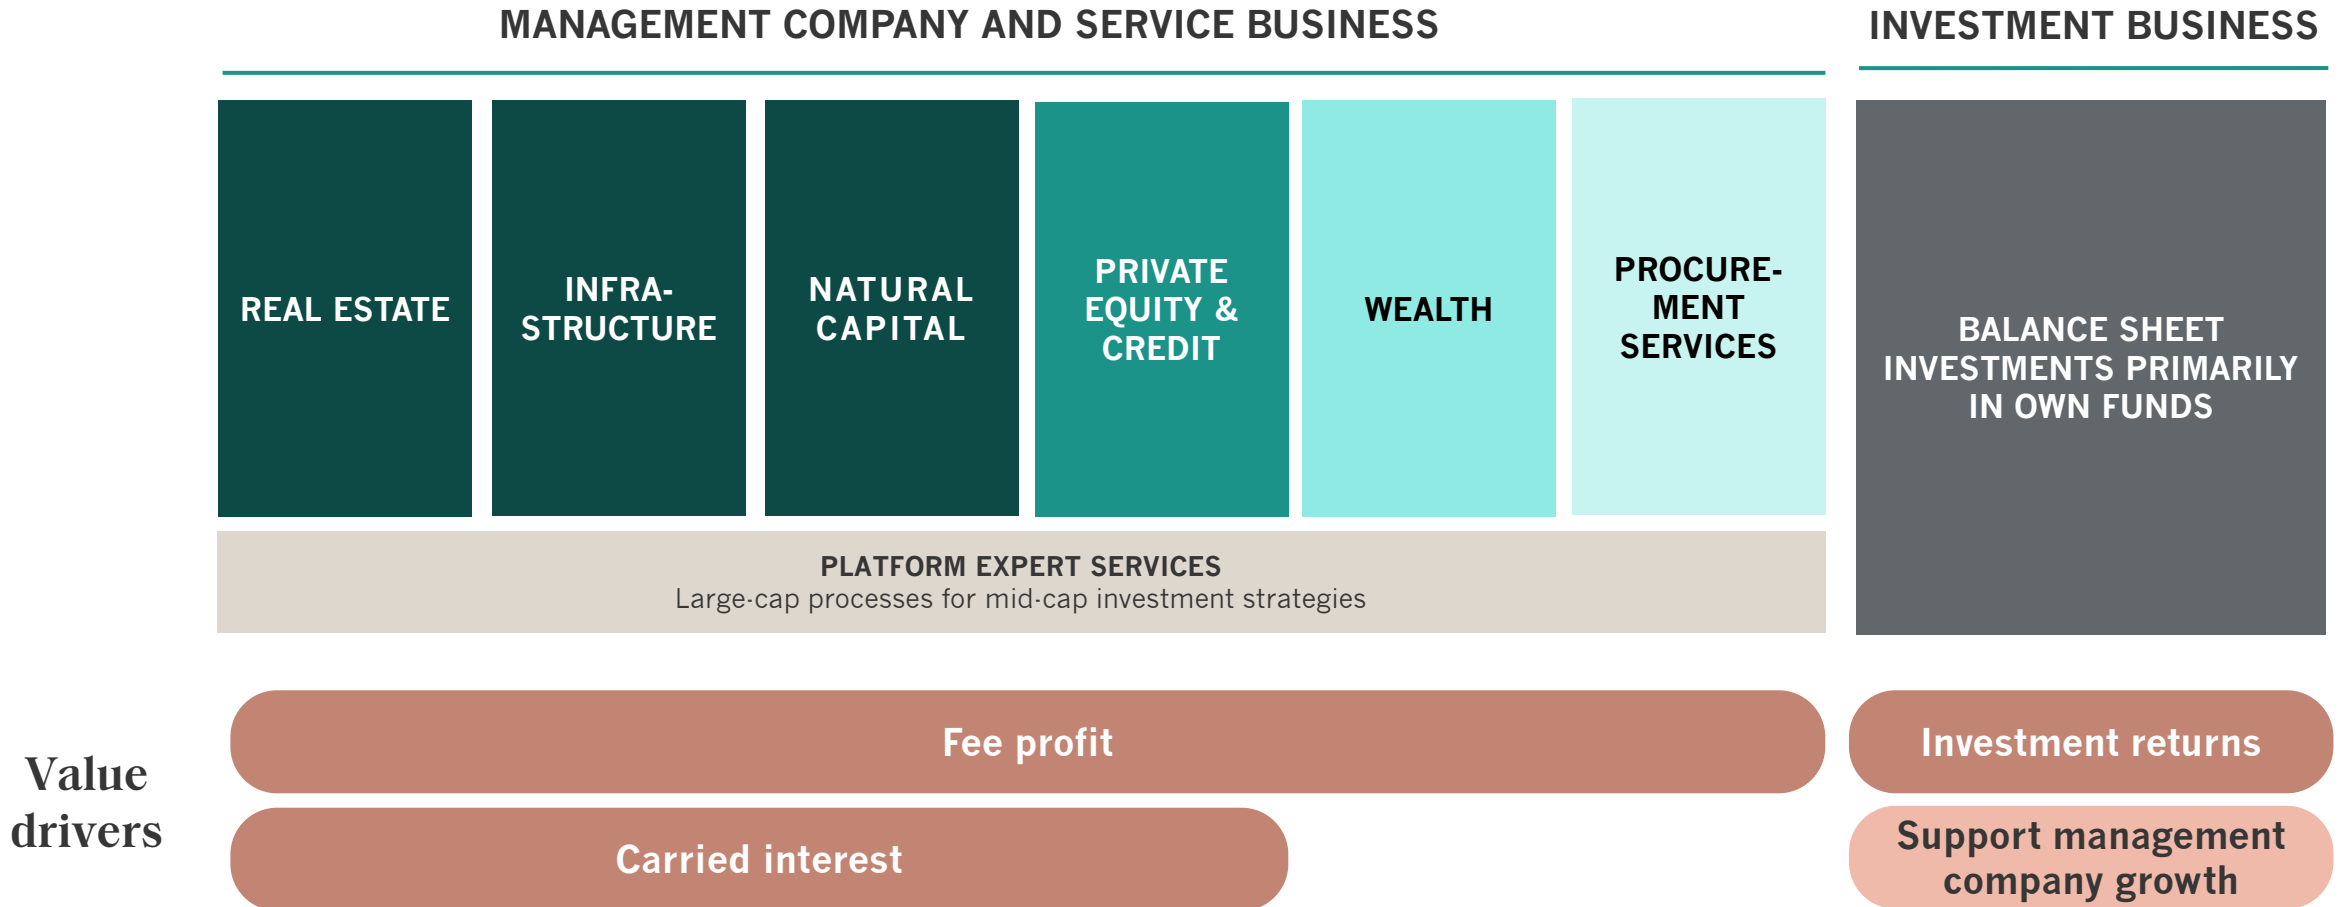 MANAGEMENT COMPANY AND SERVICE BUSINESS
INVESTMENT BUSINESS
REAL ESTATE
INFRA-
STRUCTURE
NATURAL
CAPITAL
PRIVATE
EQUITY &
CREDIT
WEALTH
PROCURE-
MENT
SERVICES
BALANCE SHEET
INVESTMENTS PRIMARILY
IN OWN FUNDS
PLATFORM EXPERT SERVICES
Large-cap processes for mid-cap investment strategies
Value
drivers
Fee profit
Investment returns
Carried interest
Support management
company growth